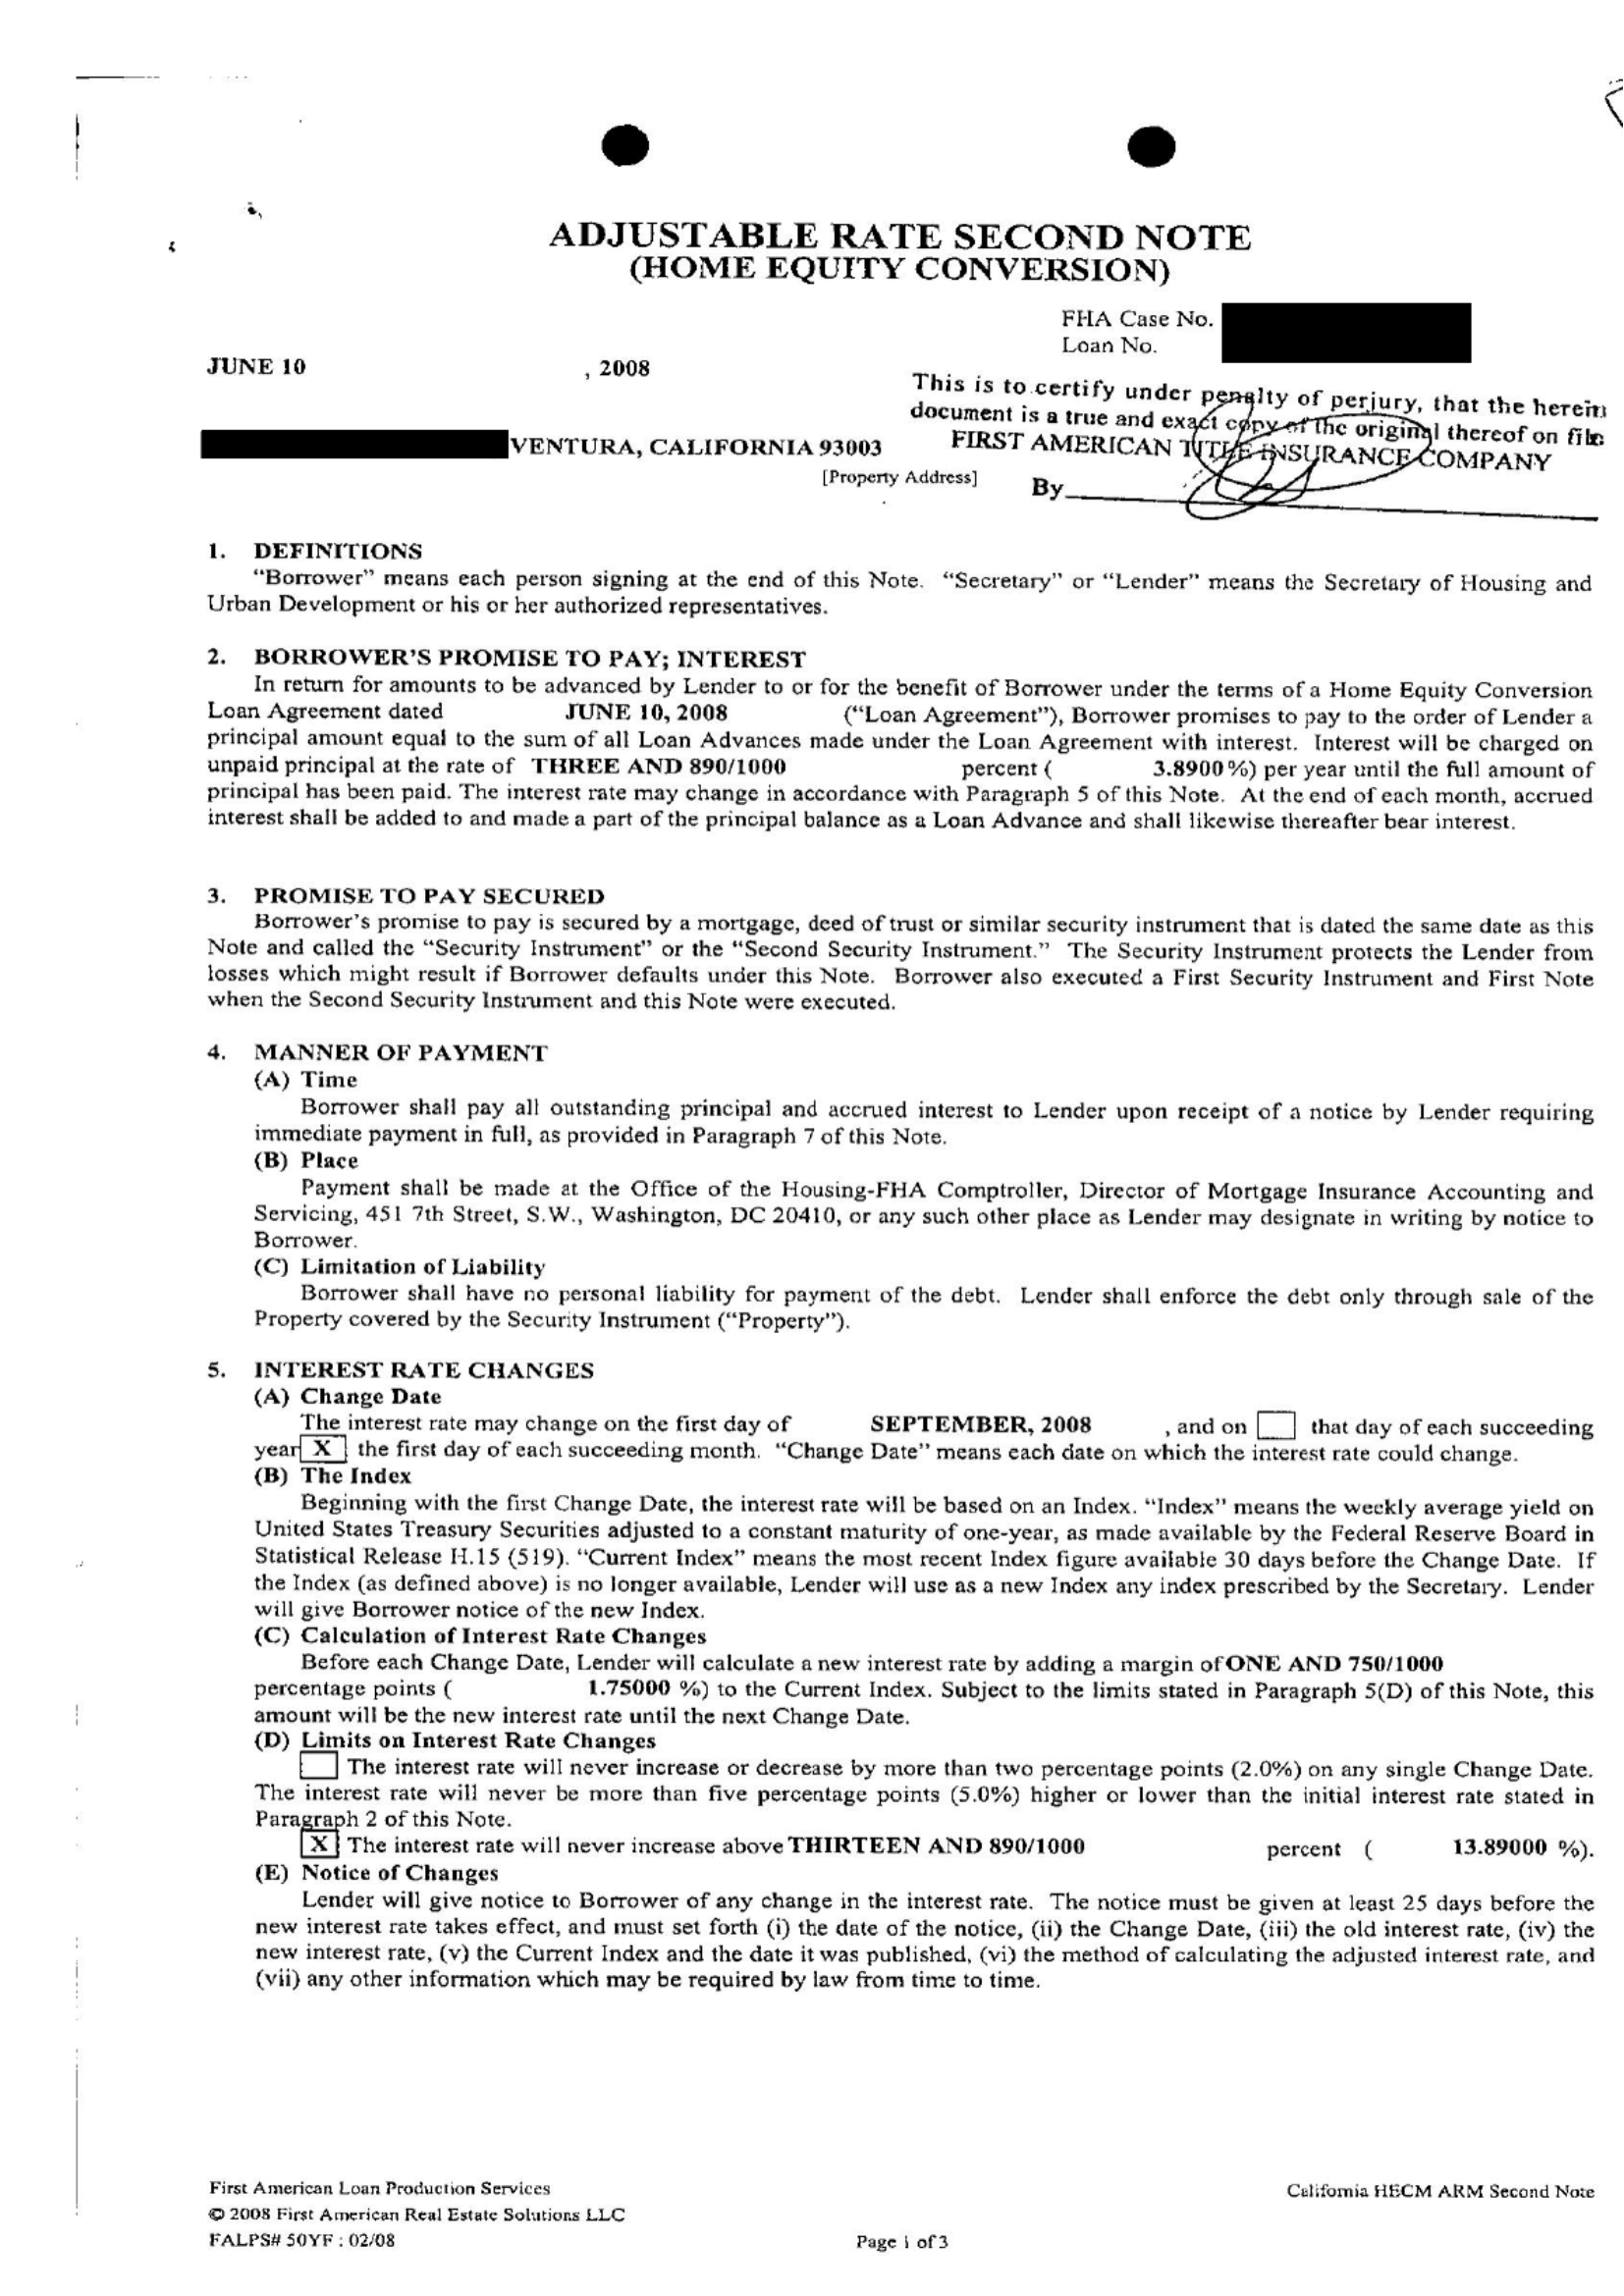 ADJUSTABLE RATE SECOND NOTE
(HOME EQUITY CONVERSION)
FHA Case No.
Loan No.
JUNE 10 , 2008
This is to certify under penalty of perjury, that the herein
document is a true and exact copy of the original thereof on file
FIRST AMERICAN TITLE INSURANCE COMPANY
VENTURA, CALIFORNIA 93003
[Property Address]
By
1. DEFINITIONS
“Borrower” means each person signing at the end of this Note. “Secretary” or “Lender” means the Secretary of Housing and
Urban Development or his or her authorized representatives.
2. BORROWER’S PROMISE TO PAY; INTEREST
In return for amounts to be advanced by Lender to or for the benefit of Borrower under the terms of a Home Equity Conversion
Loan Agreement dated JUNE 10, 2008 (“Loan Agreement”), Borrower promises to pay to the order of Lender a
principal amount equal to the sum of all Loan Advances made under the Loan Agreement with interest. Interest will be charged on
unpaid principal at the rate of THREE AND 890/1000 percent ( 3.8900 %) per year until the full amount of
principal has been paid. The interest rate may change in accordance with Paragraph 5 of this Note. At the end of each month, accrued
interest shall be added to and made a part of the principal balance as a Loan Advance and shall likewise thereafter bear interest.
3. PROMISE TO PAY SECURED
Borrower’s promise to pay is secured by a mortgage, deed of trust or similar security instrument that is dated the same date as this
Note and called the “Security Instrument” or the “Second Security Instrument.” The Security Instrument protects the Lender from
losses which might result if Borrower defaults under this Note. Borrower also executed a First Security Instrument and First Note
when the Second Security Instrument and this Note were executed.
4. MANNER OF PAYMENT
(A) Time
Borrower shall pay all outstanding principal and accrued interest to Lender upon receipt of a notice by Lender requiring
immediate payment in full, as provided in Paragraph 7 of this Note.
(B) Place
Payment shall be made at the Office of the Housing-FHA Comptroller, Director of Mortgage Insurance Accounting and
Servicing, 451 7th Street, S.W., Washington, DC 20410, or any such other place as Lender may designate in writing by notice to
Borrower.
(C) Limitation of Liability
Borrower shall have no personal liability for payment of the debt. Lender shall enforce the debt only through sale of the
Property covered by the Security Instrument (“Property”).
5. INTEREST RATE CHANGES
(A) Change Date
The interest rate may change on the first day of SEPTEMBER, 2008 , and on that day of each succeeding
year X the first day of each succeeding month. “Change Date” means each date on which the interest rate could change.
(B) The Index
Beginning with the first Change Date, the interest rate will be based on an Index. “Index” means the weekly average yield on
United States Treasury Securities adjusted to a constant maturity of one-year, as made available by the Federal Reserve Board in
Statistical Release H.15 (519). “Current Index” means the most recent Index figure available 30 days before the Change Date. If
the Index (as defined above) is no longer available, Lender will use as a new Index any index prescribed by the Secretary. Lender
will give Borrower notice of the new Index.
(C) Calculation of Interest Rate Changes
Before each Change Date, Lender will calculate a new interest rate by adding a margin of ONE AND 750/1000
percentage points ( 1.75000 %) to the Current Index. Subject to the limits stated in Paragraph 5(D) of this Note, this
amount will be the new interest rate until the next Change Date.
(D) Limits on Interest Rate Changes
The interest rate will never increase or decrease by more than two percentage points (2.0%) on any single Change Date.
The interest rate will never be more than five percentage points (5.0%) higher or lower than the initial interest rate stated in
Paragraph 2 of this Note.
X The interest rate will never increase above THIRTEEN AND 890/1000 percent ( 13.89000 %).
(E) Notice of Changes
Lender will give notice to Borrower of any change in the interest rate. The notice must be given at least 25 days before the
new interest rate takes effect, and must set forth (i) the date of the notice, (ii) the Change Date, (iii) the old interest rate, (iv) the
new interest rate, (v) the Current Index and the date it was published, (vi) the method of calculating the adjusted interest rate, and
(vii) any other information which may be required by law from time to time.
First American Loan Production Services
California HECM ARM Second Note
© 2008 First American Real Estate Solutions LLC
FALPS# 50YF : 02/08
Page 1 of 3